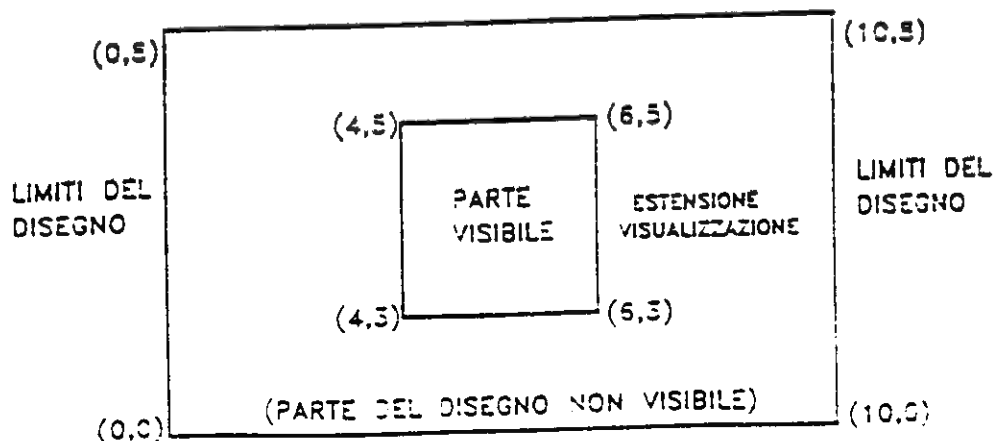 (0,8)
(10,8)
(4,5)
(6,5)
LIMITI DEL
DISEGNO
PARTE
VISIBILE
ESTENSIONE
VISUALIZZAZIONE
LIMITI DEL
DISEGNO
(4,3)
(6,3)
(PARTE DEL DISEGNO NON VISIBILE)
(0,0)
(10,0)